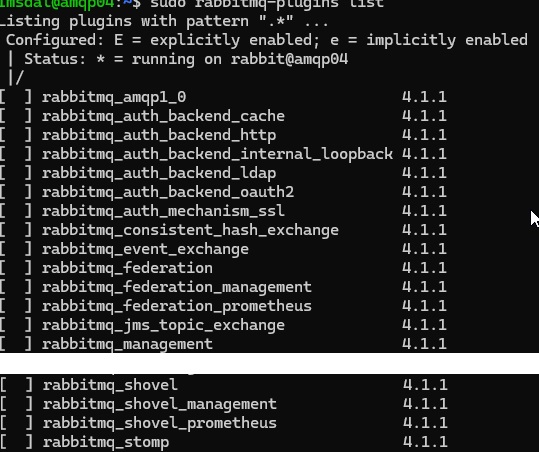 imsdal@amqp04:~$ sudo rabbitmq-plugins list
Listing plugins with pattern ".*" ...
Configured: E = explicitly enabled; e = implicitly enabled
| Status: * = running on rabbit@amqp04
|/
[  ] rabbitmq_amqp1_0 4.1.1
[  ] rabbitmq_auth_backend_cache 4.1.1
[  ] rabbitmq_auth_backend_http 4.1.1
[  ] rabbitmq_auth_backend_internal_loopback 4.1.1
[  ] rabbitmq_auth_backend_ldap 4.1.1
[  ] rabbitmq_auth_backend_oauth2 4.1.1
[  ] rabbitmq_auth_mechanism_ssl 4.1.1
[  ] rabbitmq_consistent_hash_exchange 4.1.1
[  ] rabbitmq_event_exchange 4.1.1
[  ] rabbitmq_federation 4.1.1
[  ] rabbitmq_federation_management 4.1.1
[  ] rabbitmq_federation_prometheus 4.1.1
[  ] rabbitmq_jms_topic_exchange 4.1.1
[  ] rabbitmq_management 4.1.1
[  ] rabbitmq_shovel 4.1.1
[  ] rabbitmq_shovel_management 4.1.1
[  ] rabbitmq_shovel_prometheus 4.1.1
[  ] rabbitmq_stomp 4.1.1